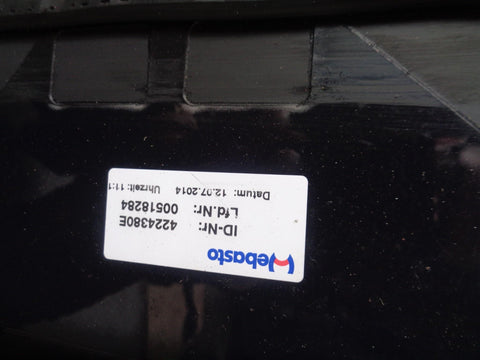 Webasto
ID-Nr: 4224380E
Lfd.Nr: 00518284
Datum: 12.07.2014 Uhrzeit: 11:1